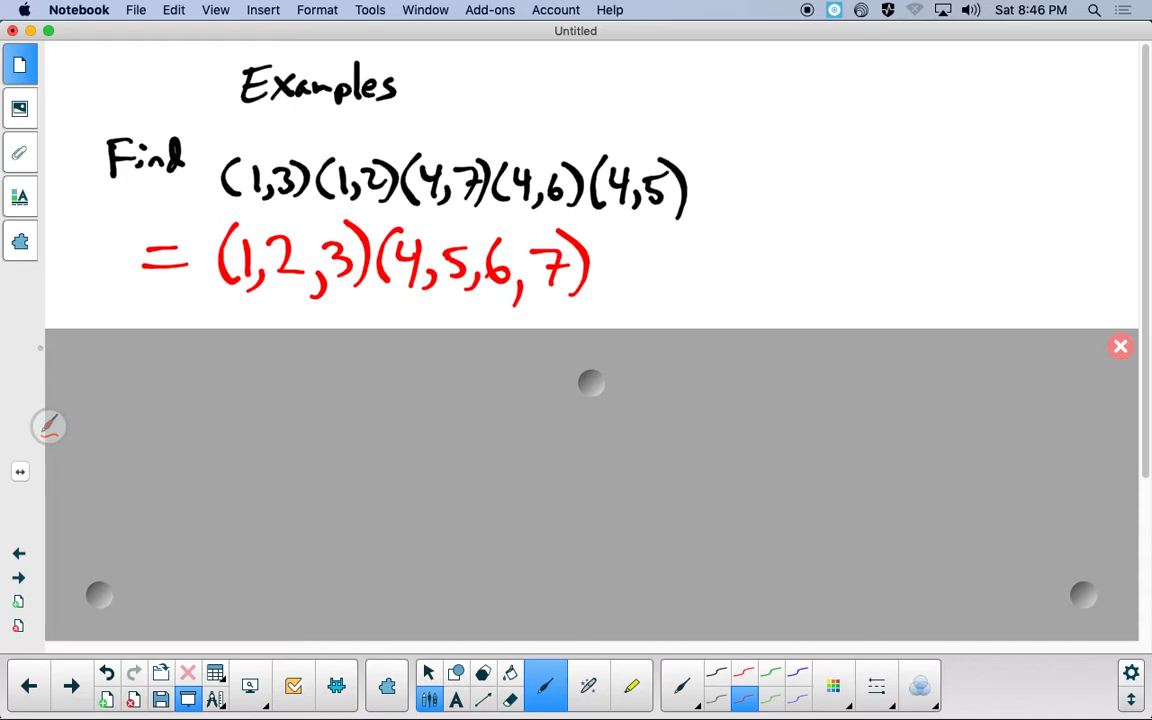 Notebook File Edit View Insert Format Tools Window Add-ons Account Help Sat 8:46 PM
Untitled
Examples
Find (1,3)(1,2)(4,7)(4,6)(4,5)
= (1,2,3)(4,5,6,7)